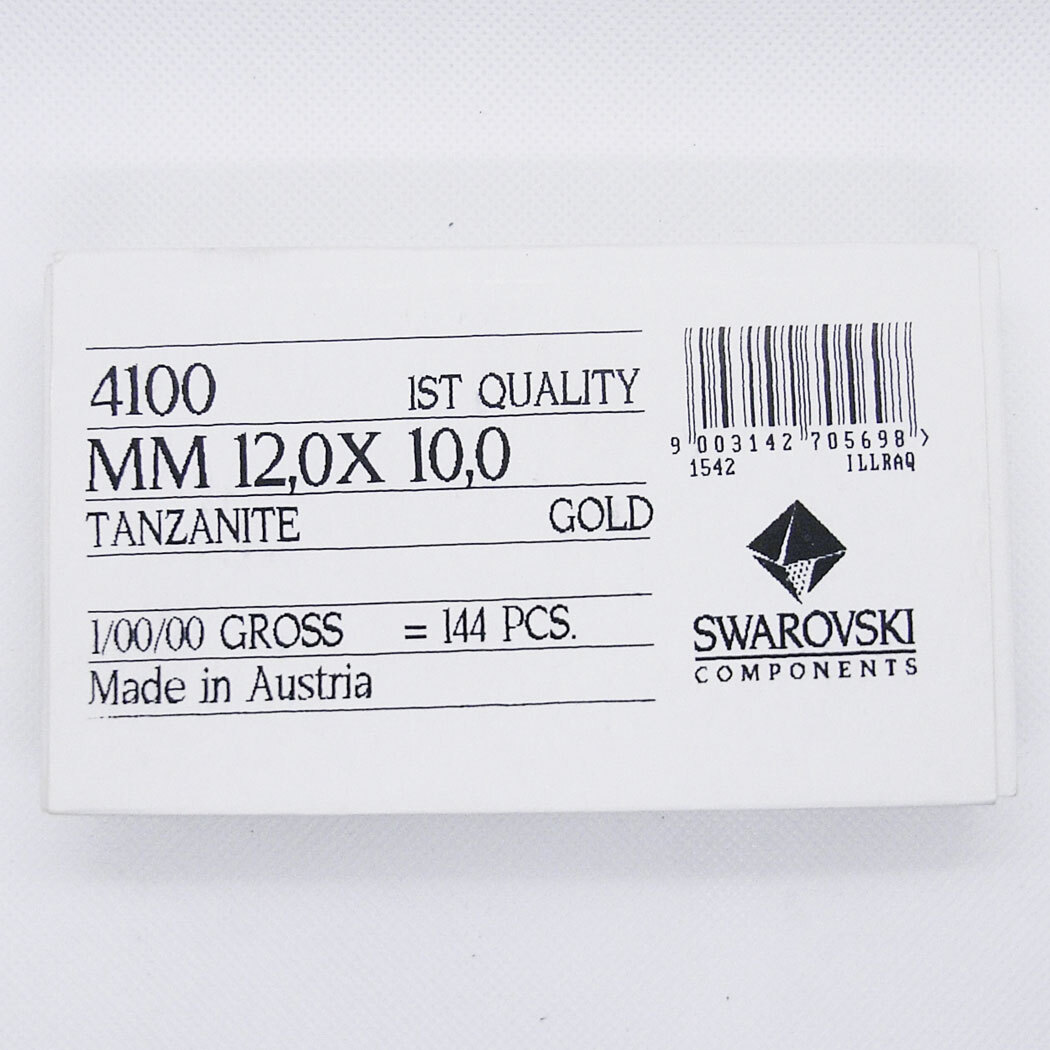 4100 1ST QUALITY
MM 12,0X 10,0
TANZANITE GOLD
1/00/00 GROSS = 144 PCS.
Made in Austria
9 003142 705698 >
1542 ILLRAQ
SWAROVSKI
COMPONENTS